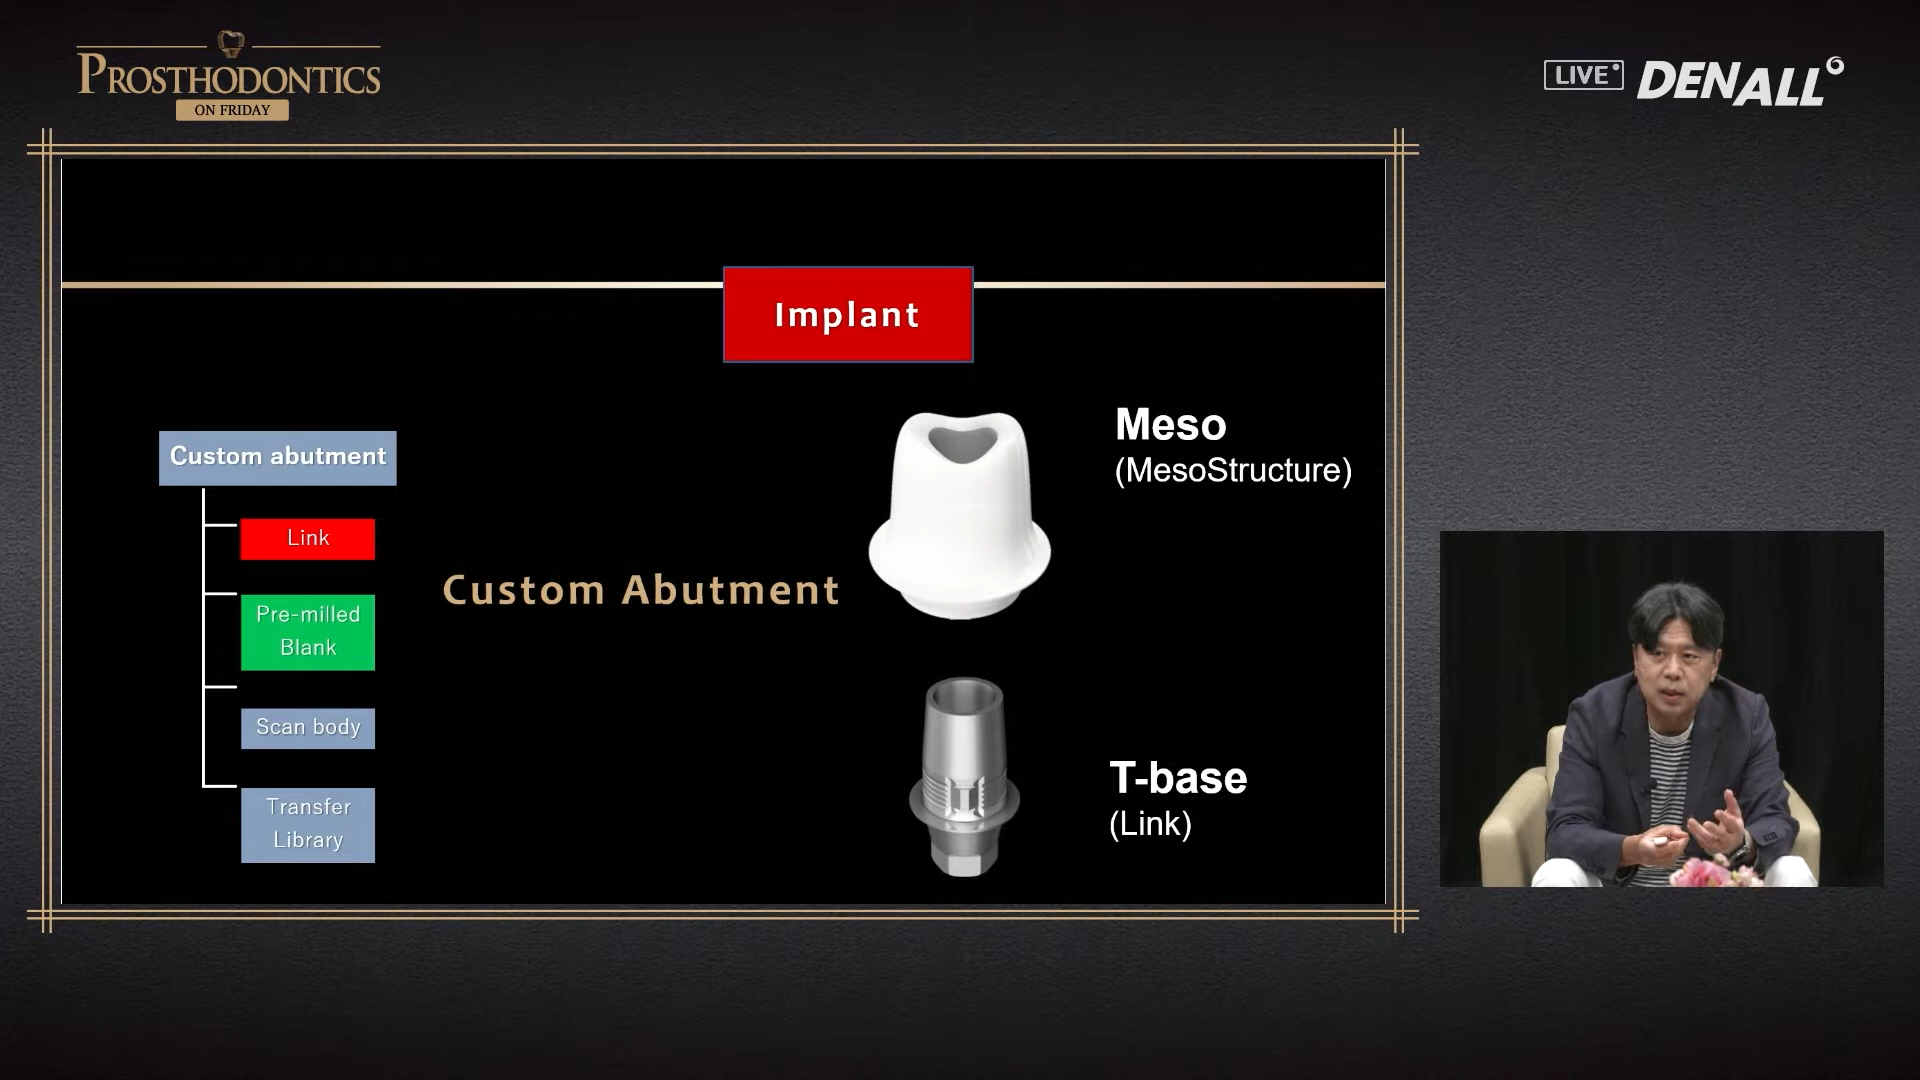 PROSTHODONTICS
ON FRIDAY
LIVE
DENALL
Implant
Custom abutment
Link
Pre-milled
Blank
Scan body
Transfer
Library
Custom Abutment
Meso
(MesoStructure)
T-base
(Link)